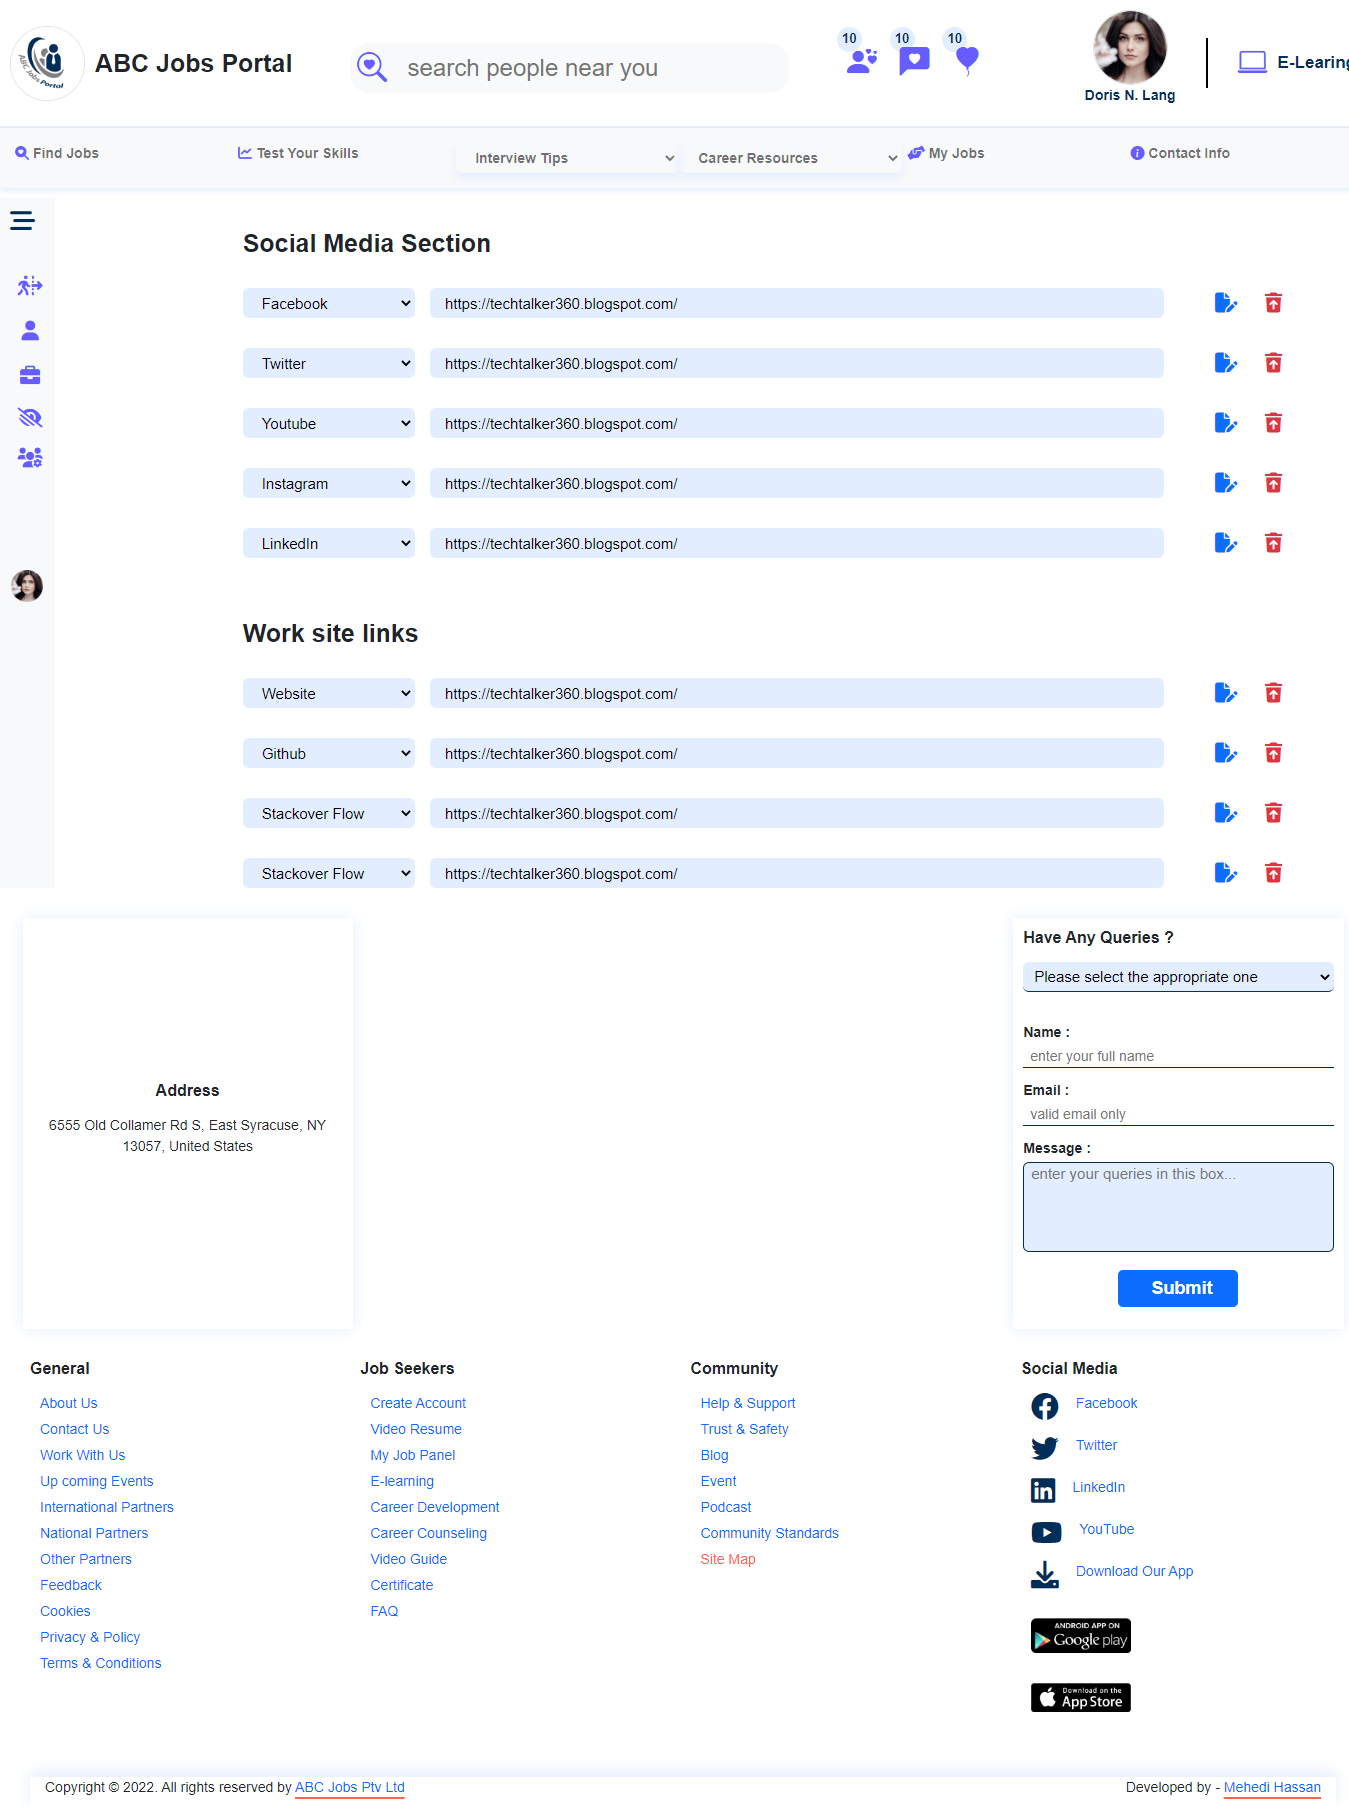 ABC Jobs Portal
ABC Jobs Portal
search people near you
10
10
10
Doris N. Lang
E-Learing
Find Jobs
Test Your Skills
Interview Tips
Career Resources
My Jobs
Contact Info
Social Media Section
Facebook
https://techtalker360.blogspot.com/
Twitter
https://techtalker360.blogspot.com/
Youtube
https://techtalker360.blogspot.com/
Instagram
https://techtalker360.blogspot.com/
LinkedIn
https://techtalker360.blogspot.com/
Work site links
Website
https://techtalker360.blogspot.com/
Github
https://techtalker360.blogspot.com/
Stackover Flow
https://techtalker360.blogspot.com/
Stackover Flow
https://techtalker360.blogspot.com/
Address
6555 Old Collamer Rd S, East Syracuse, NY
13057, United States
Have Any Queries ?
Please select the appropriate one
Name :
enter your full name
Email :
valid email only
Message :
enter your queries in this box...
Submit
General
About Us
Contact Us
Work With Us
Up coming Events
International Partners
National Partners
Other Partners
Feedback
Cookies
Privacy & Policy
Terms & Conditions
Job Seekers
Create Account
Video Resume
My Job Panel
E-learning
Career Development
Career Counseling
Video Guide
Certificate
FAQ
Community
Help & Support
Trust & Safety
Blog
Event
Podcast
Community Standards
Site Map
Social Media
Facebook
Twitter
LinkedIn
YouTube
Download Our App
ANDROID APP ON
Google play
Download on the
App Store
Copyright © 2022. All rights reserved by ABC Jobs Ptv Ltd
Developed by - Mehedi Hassan